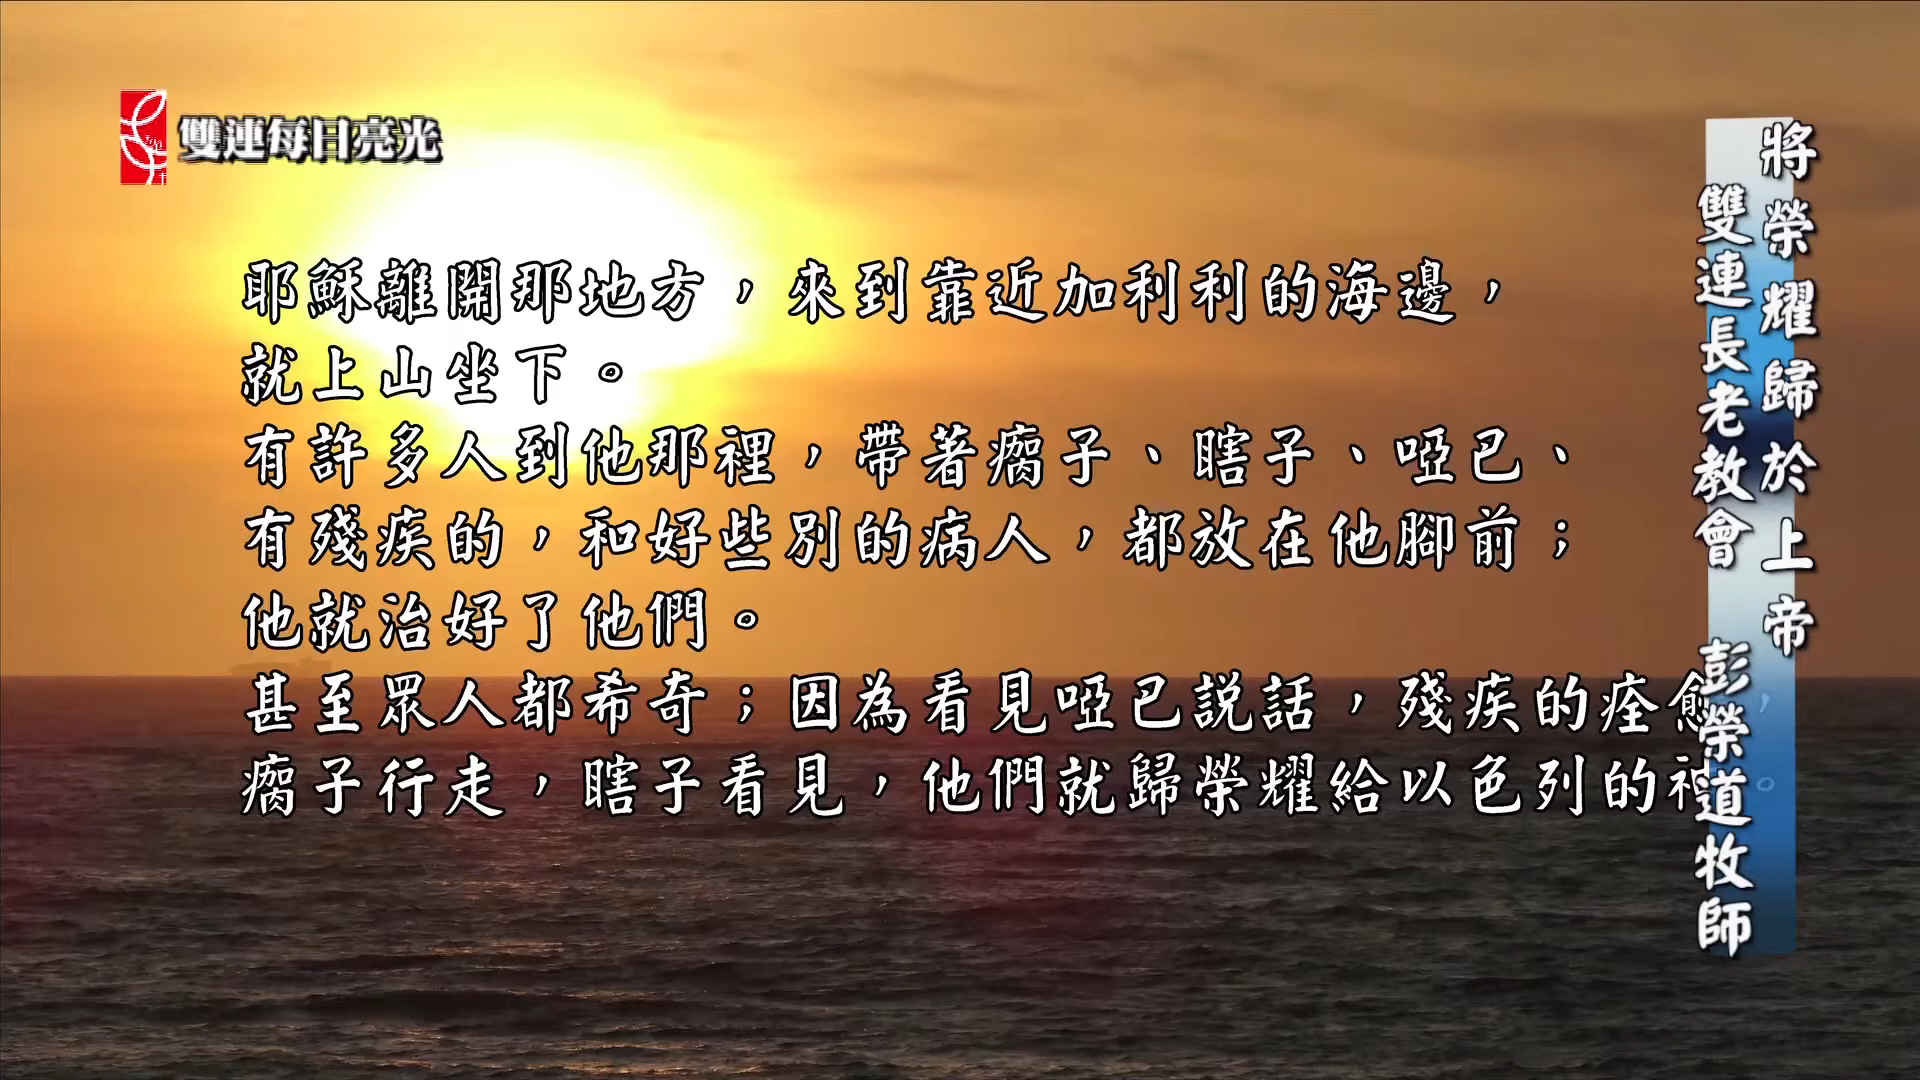 雙連每日亮光
耶穌離開那地方，來到靠近加利利的海邊，
就上山坐下。
有許多人到他那裡，帶著瘸子、瞎子、啞巴、
有殘疾的，和好些別的病人，都放在他腳前；
他就治好了他們。
甚至眾人都希奇；因為看見啞巴說話，殘疾的痊愈，
瘸子行走，瞎子看見，他們就歸榮耀給以色列的神。
將榮耀歸於上帝
雙連長老教會 彭榮道牧師